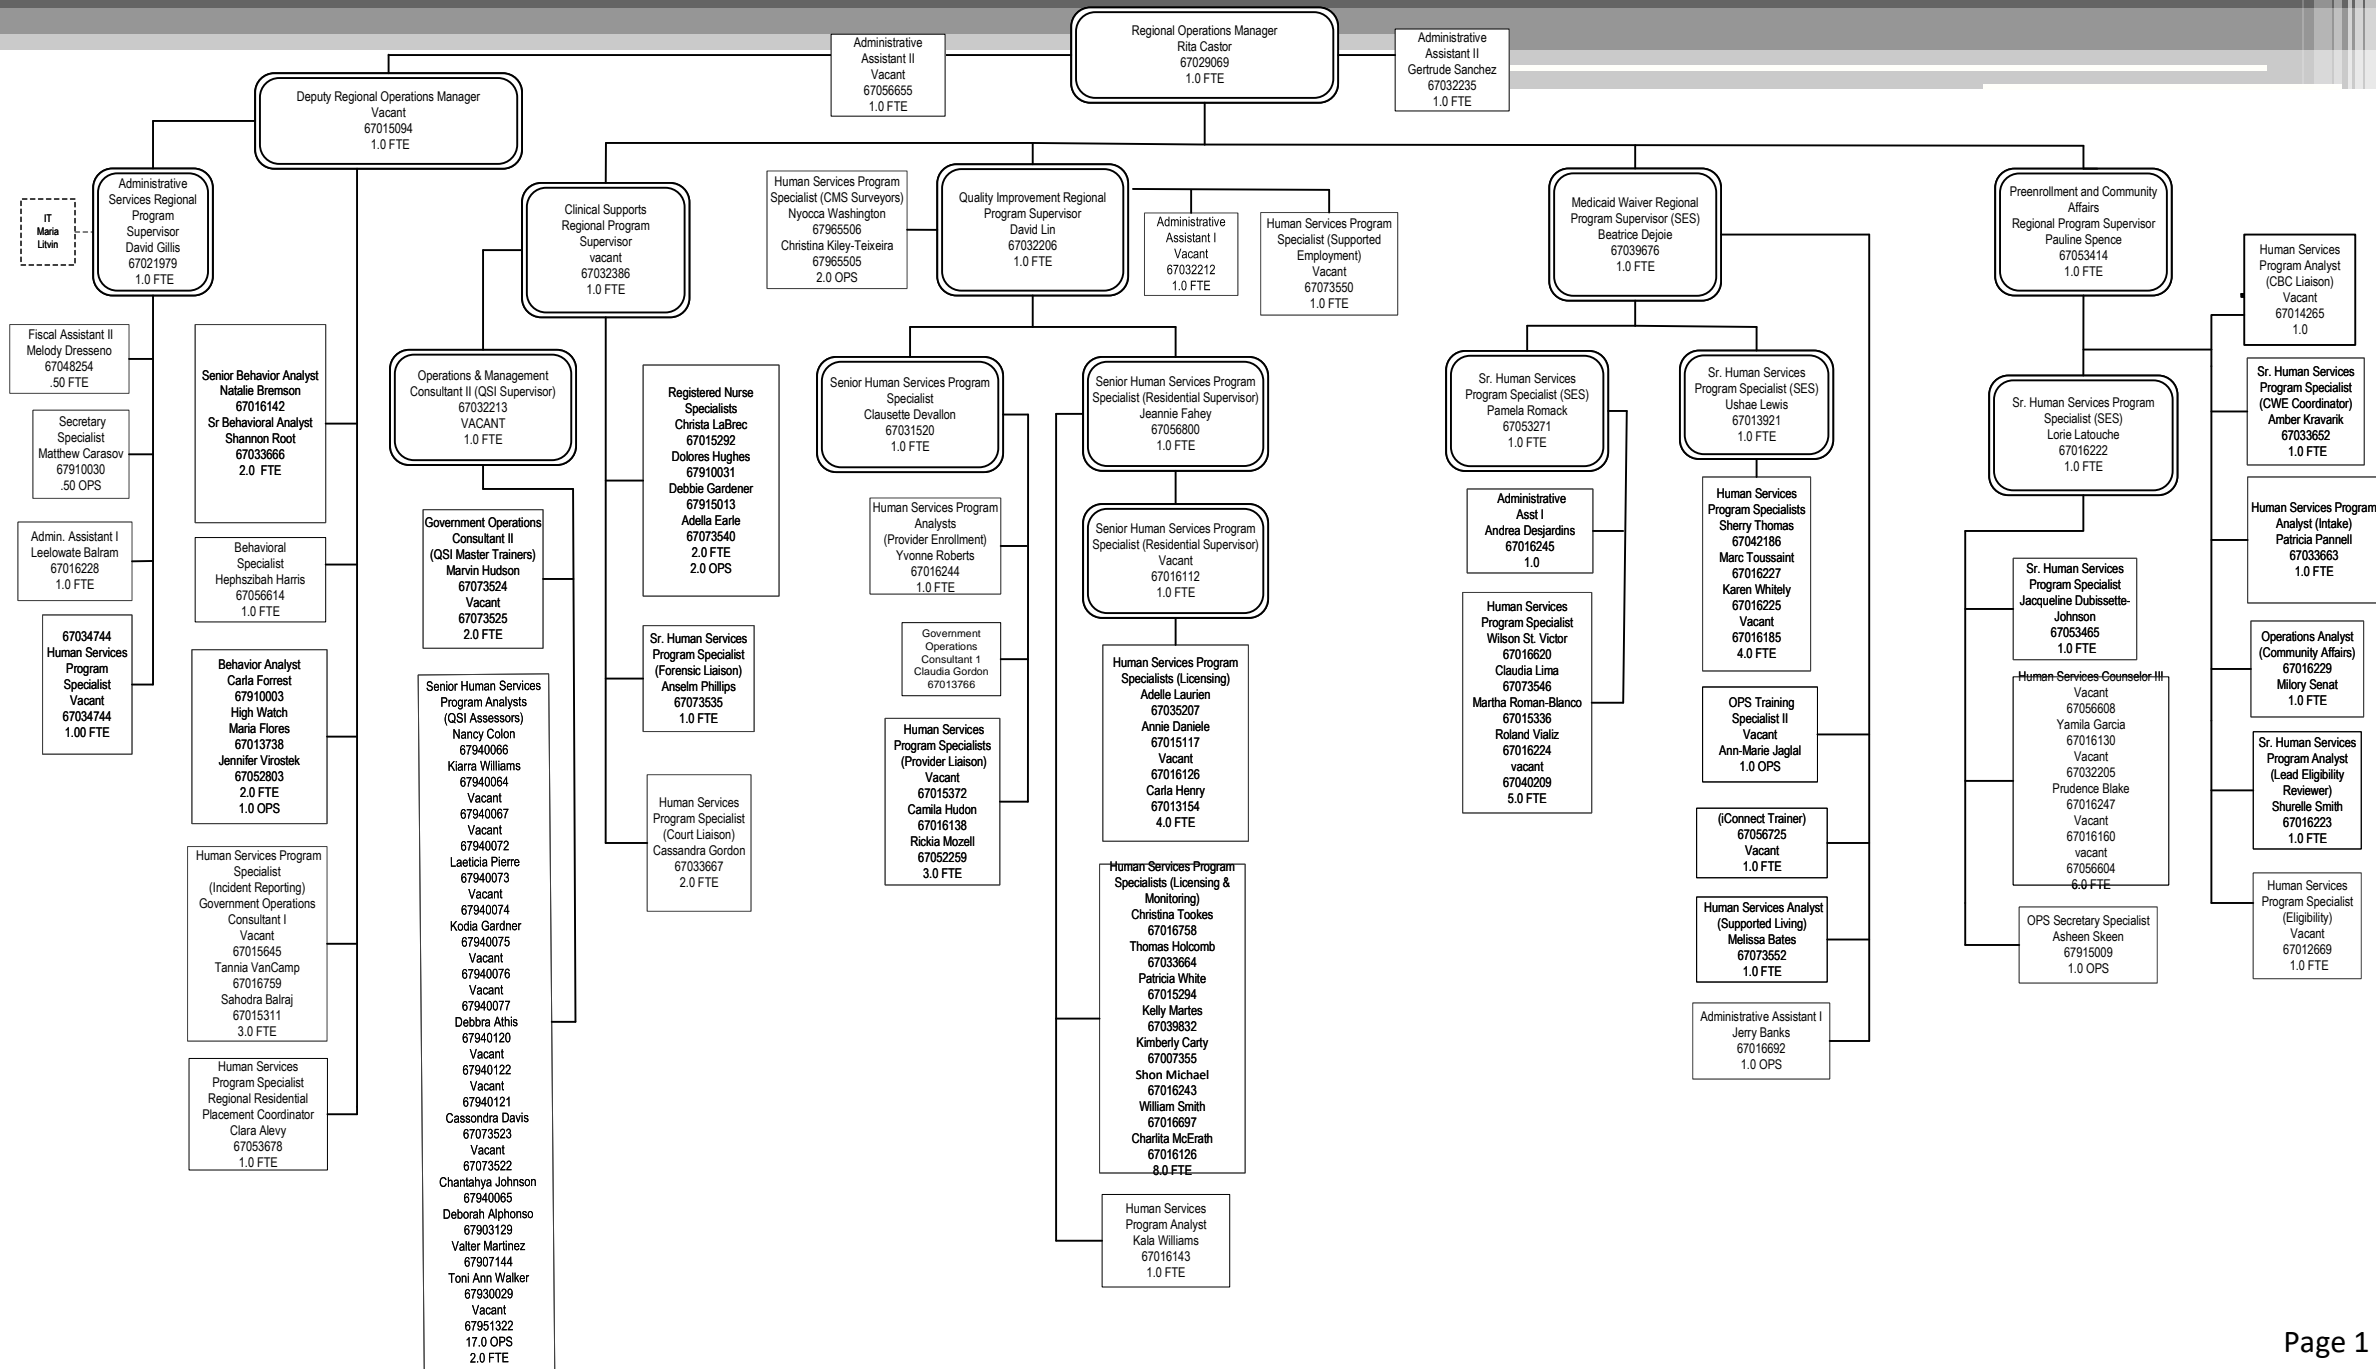 Regional Operations Manager
Rita Castor
67029069
1.0 FTE
Administrative
Assistant II
Vacant
67056655
1.0 FTE
Administrative
Assistant II
Gertrude Sanchez
67032235
1.0 FTE
Deputy Regional Operations Manager
Vacant
67015094
1.0 FTE
IT
Maria
Litvin
Administrative
Services Regional
Program
Supervisor
David Gillis
67021979
1.0 FTE
Fiscal Assistant II
Melody Dresseno
67048254
.50 FTE
Secretary
Specialist
Matthew Carasov
67910030
.50 OPS
Admin. Assistant I
Leelowate Balram
67016228
1.0 FTE
67034744
Human Services
Program
Specialist
Vacant
67034744
1.00 FTE
Senior Behavior Analyst
Natalie Bremson
67016142
Sr Behavioral Analyst
Shannon Root
67033666
2.0 FTE
Behavioral
Specialist
Hephszibah Harris
67056614
1.0 FTE
Behavior Analyst
Carla Forrest
67910003
High Watch
Maria Flores
67013738
Jennifer Virostek
67052803
2.0 FTE
1.0 OPS
Human Services Program
Specialist
(Incident Reporting)
Government Operations
Consultant I
Vacant
67015645
Tannia VanCamp
67016759
Sahodra Balraj
67015311
3.0 FTE
Human Services
Program Specialist
Regional Residential
Placement Coordinator
Clara Alevy
67053678
1.0 FTE
Clinical Supports
Regional Program
Supervisor
vacant
67032386
1.0 FTE
Operations & Management
Consultant II (QSI Supervisor)
67032213
VACANT
1.0 FTE
Government Operations
Consultant II
(QSI Master Trainers)
Marvin Hudson
67073524
Vacant
67073525
2.0 FTE
Senior Human Services
Program Analysts
(QSI Assessors)
Nancy Colon
67940066
Kiarra Williams
67940064
Vacant
67940067
Vacant
67940072
Laeticia Pierre
67940073
Vacant
67940074
Kodia Gardner
67940075
Vacant
67940076
Vacant
67940077
Debbra Athis
67940120
Vacant
67940122
Vacant
67940121
Cassondra Davis
67073523
Vacant
67073522
Chantahya Johnson
67940065
Deborah Alphonso
67903129
Valter Martinez
67907144
Toni Ann Walker
67930029
Vacant
67951322
17.0 OPS
2.0 FTE
Registered Nurse
Specialists
Christa LaBrec
67015292
Dolores Hughes
67910031
Debbie Gardener
67915013
Adella Earle
67073540
2.0 FTE
2.0 OPS
Sr. Human Services
Program Specialist
(Forensic Liaison)
Anselm Phillips
67073535
1.0 FTE
Human Services
Program Specialist
(Court Liaison)
Cassandra Gordon
67033667
2.0 FTE
Human Services Program
Specialist (CMS Surveyors)
Nyocca Washington
67965506
Christina Kiley-Teixeira
67965505
2.0 OPS
Quality Improvement Regional
Program Supervisor
David Lin
67032206
1.0 FTE
Administrative
Assistant I
Vacant
67032212
1.0 FTE
Human Services Program
Specialist (Supported
Employment)
Vacant
67073550
1.0 FTE
Senior Human Services Program
Specialist
Clausette Devallon
67031520
1.0 FTE
Human Services Program
Analysts
(Provider Enrollment)
Yvonne Roberts
67016244
1.0 FTE
Government
Operations
Consultant 1
Claudia Gordon
67013766
Human Services
Program Specialists
(Provider Liaison)
Vacant
67015372
Camila Hudon
67016138
Rickia Mozell
67052259
3.0 FTE
Senior Human Services Program
Specialist (Residential Supervisor)
Jeannie Fahey
67056800
1.0 FTE
Senior Human Services Program
Specialist (Residential Supervisor)
Vacant
67016112
1.0 FTE
Human Services Program
Specialists (Licensing)
Adelle Laurien
67035207
Annie Daniele
67015117
Vacant
67016126
Carla Henry
67013154
4.0 FTE
Human Services Program
Specialists (Licensing &
Monitoring)
Christina Tookes
67016758
Thomas Holcomb
67033664
Patricia White
67015294
Kelly Martes
67039832
Kimberly Carty
67007355
Shon Michael
67016243
William Smith
67016697
Charlita McErath
67016126
8.0 FTE
Human Services
Program Analyst
Kala Williams
67016143
1.0 FTE
Medicaid Waiver Regional
Program Supervisor (SES)
Beatrice Dejoie
67039676
1.0 FTE
Sr. Human Services
Program Specialist (SES)
Pamela Romack
67053271
1.0 FTE
Administrative
Asst I
Andrea Desjardins
67016245
1.0
Human Services
Program Specialist
Wilson St. Victor
67016620
Claudia Lima
67073546
Martha Roman-Blanco
67015336
Roland Vializ
67016224
vacant
67040209
5.0 FTE
Sr. Human Services
Program Specialist (SES)
Ushae Lewis
67013921
1.0 FTE
Human Services
Program Specialists
Sherry Thomas
67042186
Marc Toussaint
67016227
Karen Whitely
67016225
Vacant
67016185
4.0 FTE
OPS Training
Specialist II
Vacant
Ann-Marie Jaglal
1.0 OPS
(iConnect Trainer)
67056725
Vacant
1.0 FTE
Human Services Analyst
(Supported Living)
Melissa Bates
67073552
1.0 FTE
Administrative Assistant I
Jerry Banks
67016692
1.0 OPS
Preenrollment and Community
Affairs
Regional Program Supervisor
Pauline Spence
67053414
1.0 FTE
Sr. Human Services Program
Specialist (SES)
Lorie Latouche
67016222
1.0 FTE
Sr. Human Services
Program Specialist
Jacqueline Dubissette-
Johnson
67053465
1.0 FTE
Human Services Counselor III
Vacant
67056608
Yamila Garcia
67016130
Vacant
67032205
Prudence Blake
67016247
Vacant
67016160
vacant
67056604
6.0 FTE
OPS Secretary Specialist
Asheen Skeen
67915009
1.0 OPS
Human Services
Program Analyst
(CBC Liaison)
Vacant
67014265
1.0
Sr. Human Services
Program Specialist
(CWE Coordinator)
Amber Kravarik
67033652
1.0 FTE
Human Services Program
Analyst (Intake)
Patricia Pannell
67033663
1.0 FTE
Operations Analyst
(Community Affairs)
67016229
Milory Senat
1.0 FTE
Sr. Human Services
Program Analyst
(Lead Eligibility
Reviewer)
Shurelle Smith
67016223
1.0 FTE
Human Services
Program Specialist
(Eligibility)
Vacant
67012669
1.0 FTE
Page 1